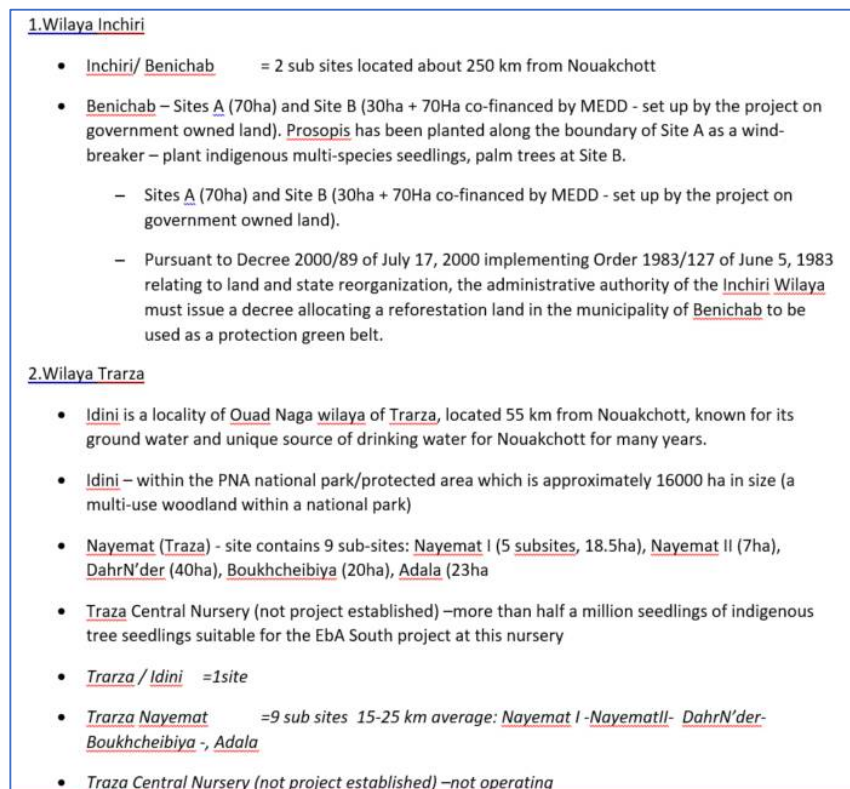 1.Wilaya Inchiri
• Inchiri/ Benichab = 2 sub sites located about 250 km from Nouakchott
• Benichab – Sites A (70ha) and Site B (30ha + 70Ha co-financed by MEDD - set up by the project on
government owned land). Prosopis has been planted along the boundary of Site A as a wind-
breaker – plant indigenous multi-species seedlings, palm trees at Site B.
– Sites A (70ha) and Site B (30ha + 70Ha co-financed by MEDD - set up by the project on
government owned land).
– Pursuant to Decree 2000/89 of July 17, 2000 implementing Order 1983/127 of June 5, 1983
relating to land and state reorganization, the administrative authority of the Inchiri Wilaya
must issue a decree allocating a reforestation land in the municipality of Benichab to be
used as a protection green belt.
2.Wilaya Trarza
• Idini is a locality of Ouad Naga wilaya of Trarza, located 55 km from Nouakchott, known for its
ground water and unique source of drinking water for Nouakchott for many years.
• Idini – within the PNA national park/protected area which is approximately 16000 ha in size (a
multi-use woodland within a national park)
• Nayemat (Traza) - site contains 9 sub-sites: Nayemat I (5 subsites, 18.5ha), Nayemat II (7ha),
DahrN'der (40ha), Boukhcheibiya (20ha), Adala (23ha
• Traza Central Nursery (not project established) –more than half a million seedlings of indigenous
tree seedlings suitable for the EbA South project at this nursery
• Trarza / Idini =1site
• Trarza Nayemat =9 sub sites 15-25 km average: Nayemat I -NayematII- DahrN'der-
Boukhcheibiya -, Adala
• Traza Central Nursery (not project established) –not operating